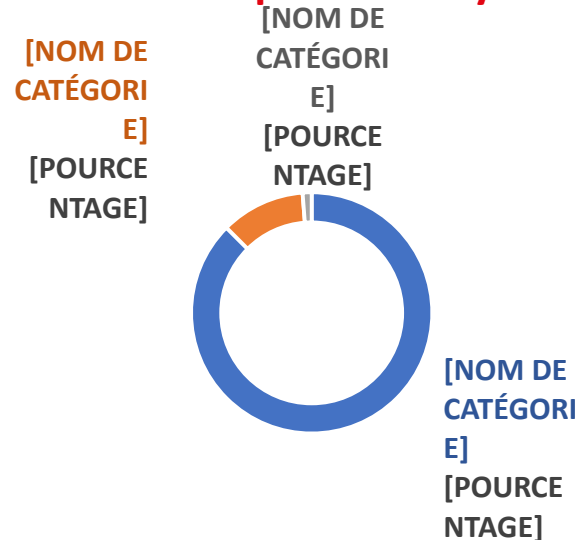 [NOM DE
CATÉGORI
E]
[POURCE
NTAGE]
[NOM DE
CATÉGORI
E]
[POURCE
NTAGE]
[NOM DE
CATÉGORI
E]
[POURCE
NTAGE]